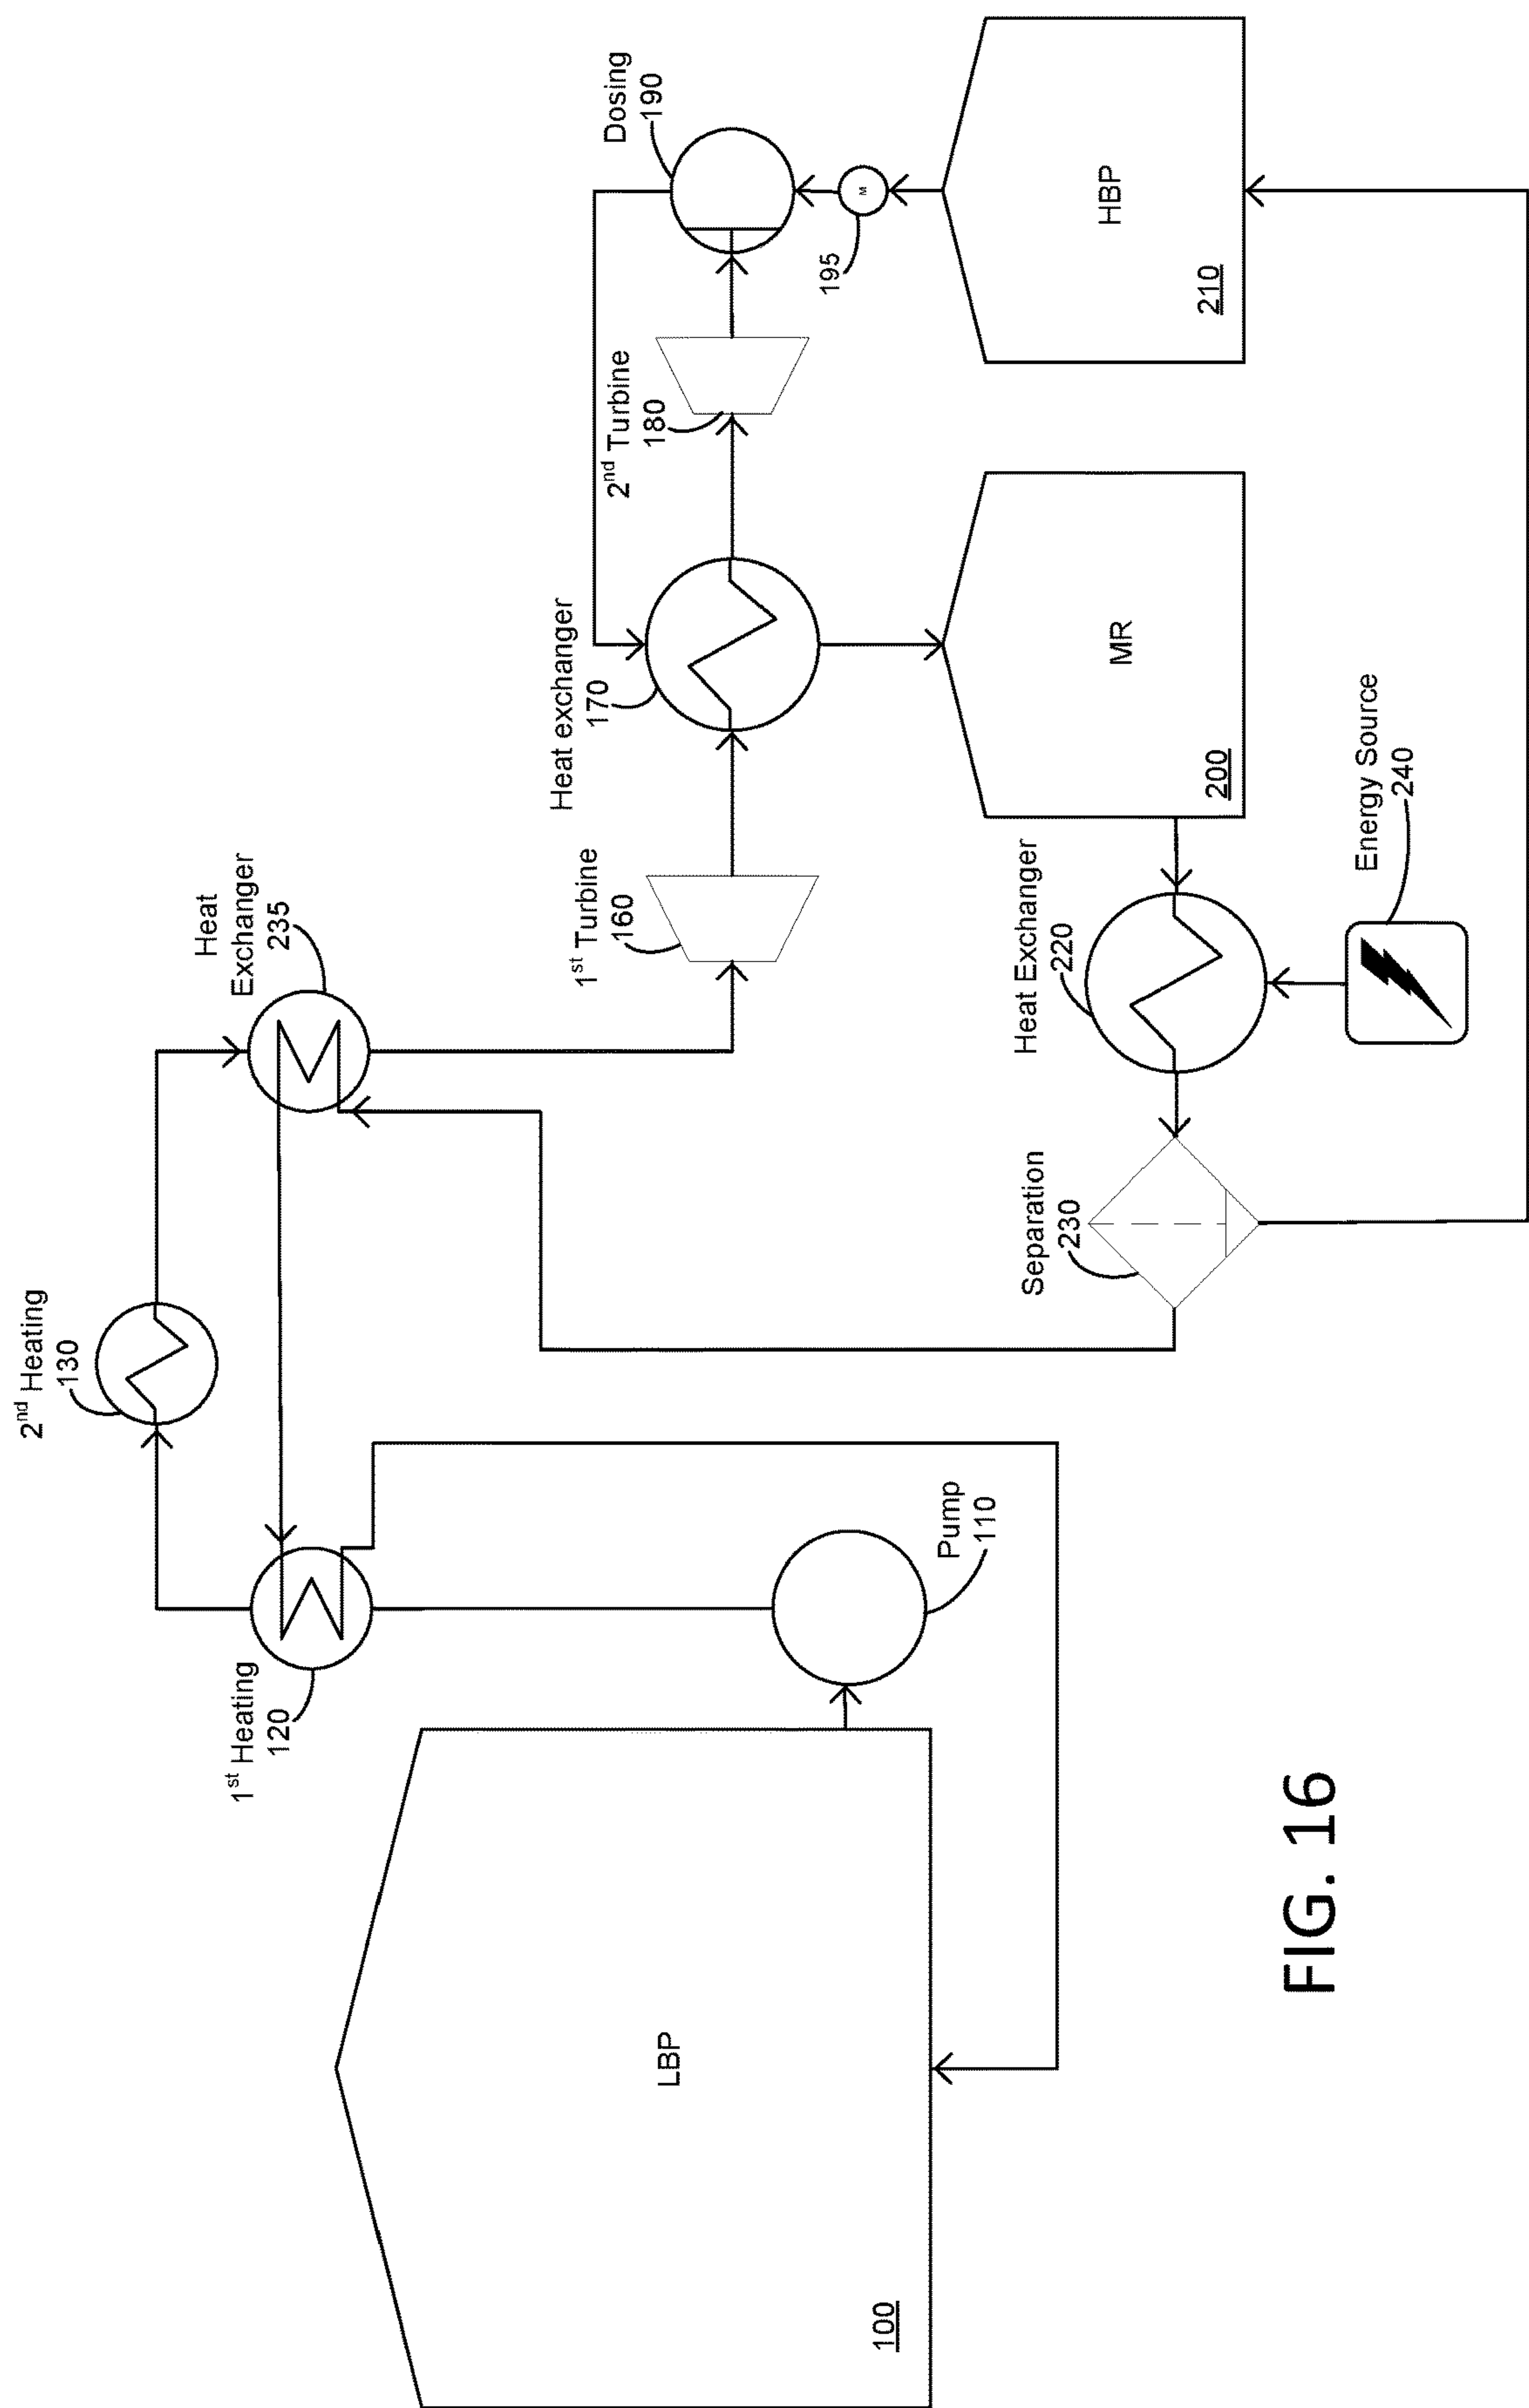 2nd Heating
130
1st Heating
120
Heat
Exchanger
235
Pump
110
LBP
100
1st Turbine
160
Heat exchanger
170
2nd Turbine
180
Dosing
190
M
195
HBP
210
MR
200
Heat Exchanger
220
Separation
230
Energy Source
240
FIG. 16